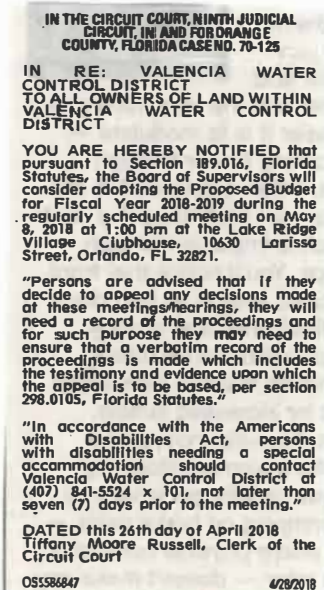 IN THE CIRCUIT COURT, NINTH JUDICIAL
CIRCUIT, IN AND FOR ORANGE
COUNTY, FLORIDA CASE NO. 70-125
IN RE: VALENCIA WATER
CONTROL DISTRICT
TO ALL OWNERS OF LAND WITHIN
VALENCIA WATER CONTROL
DISTRICT
YOU ARE HEREBY NOTIFIED that
pursuant to Section 189.016, Florida
Statutes, the Board of Supervisors will
consider adopting the Proposed Budget
for Fiscal Year 2018-2019 during the
regularly scheduled meeting on May
8, 2018 at 1:00 pm at the Lake Ridge
Village Clubhouse, 10630 Larissa
Street, Orlando, FL 32821.
"Persons are advised that if they
decide to appeal any decisions made
at these meetings/hearings, they will
need a record of the proceedings and
for such purpose they may need to
ensure that a verbatim record of the
proceedings is made which includes
the testimony and evidence upon which
the appeal is to be based, per section
298.0105, Florida Statutes."
"In accordance with the Americans
with Disabilities Act, persons
with disabilities needing a special
accommodation should contact
Valencia Water Control District at
(407) 841-5524 x 101, not later than
seven (7) days prior to the meeting."
DATED this 26th day of April 2018
Tiffany Moore Russell, Clerk of the
Circuit Court
OS5586847 4/28/2018